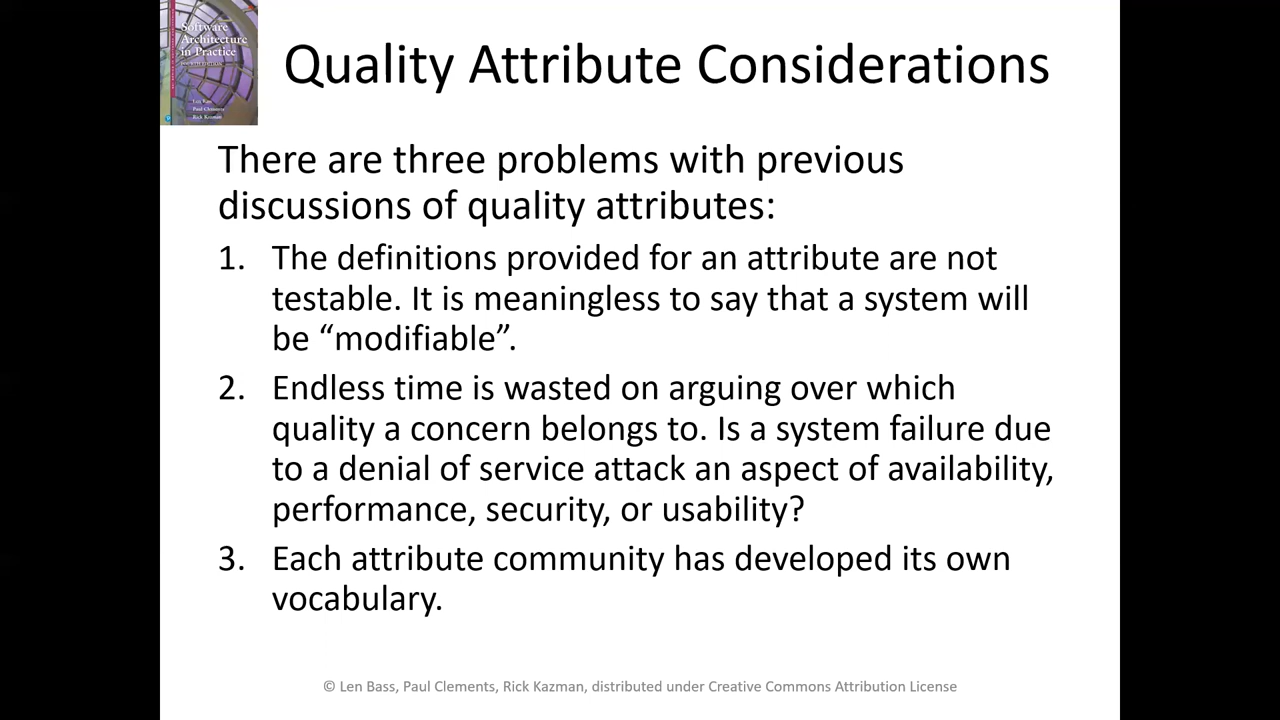 Software
Architecture
in Practice
FOURTH EDITION
Len Bass
Paul Clements
Rick Kazman
Quality Attribute Considerations
There are three problems with previous
discussions of quality attributes:
1. The definitions provided for an attribute are not
testable. It is meaningless to say that a system will
be “modifiable”.
2. Endless time is wasted on arguing over which
quality a concern belongs to. Is a system failure due
to a denial of service attack an aspect of availability,
performance, security, or usability?
3. Each attribute community has developed its own
vocabulary.
© Len Bass, Paul Clements, Rick Kazman, distributed under Creative Commons Attribution License